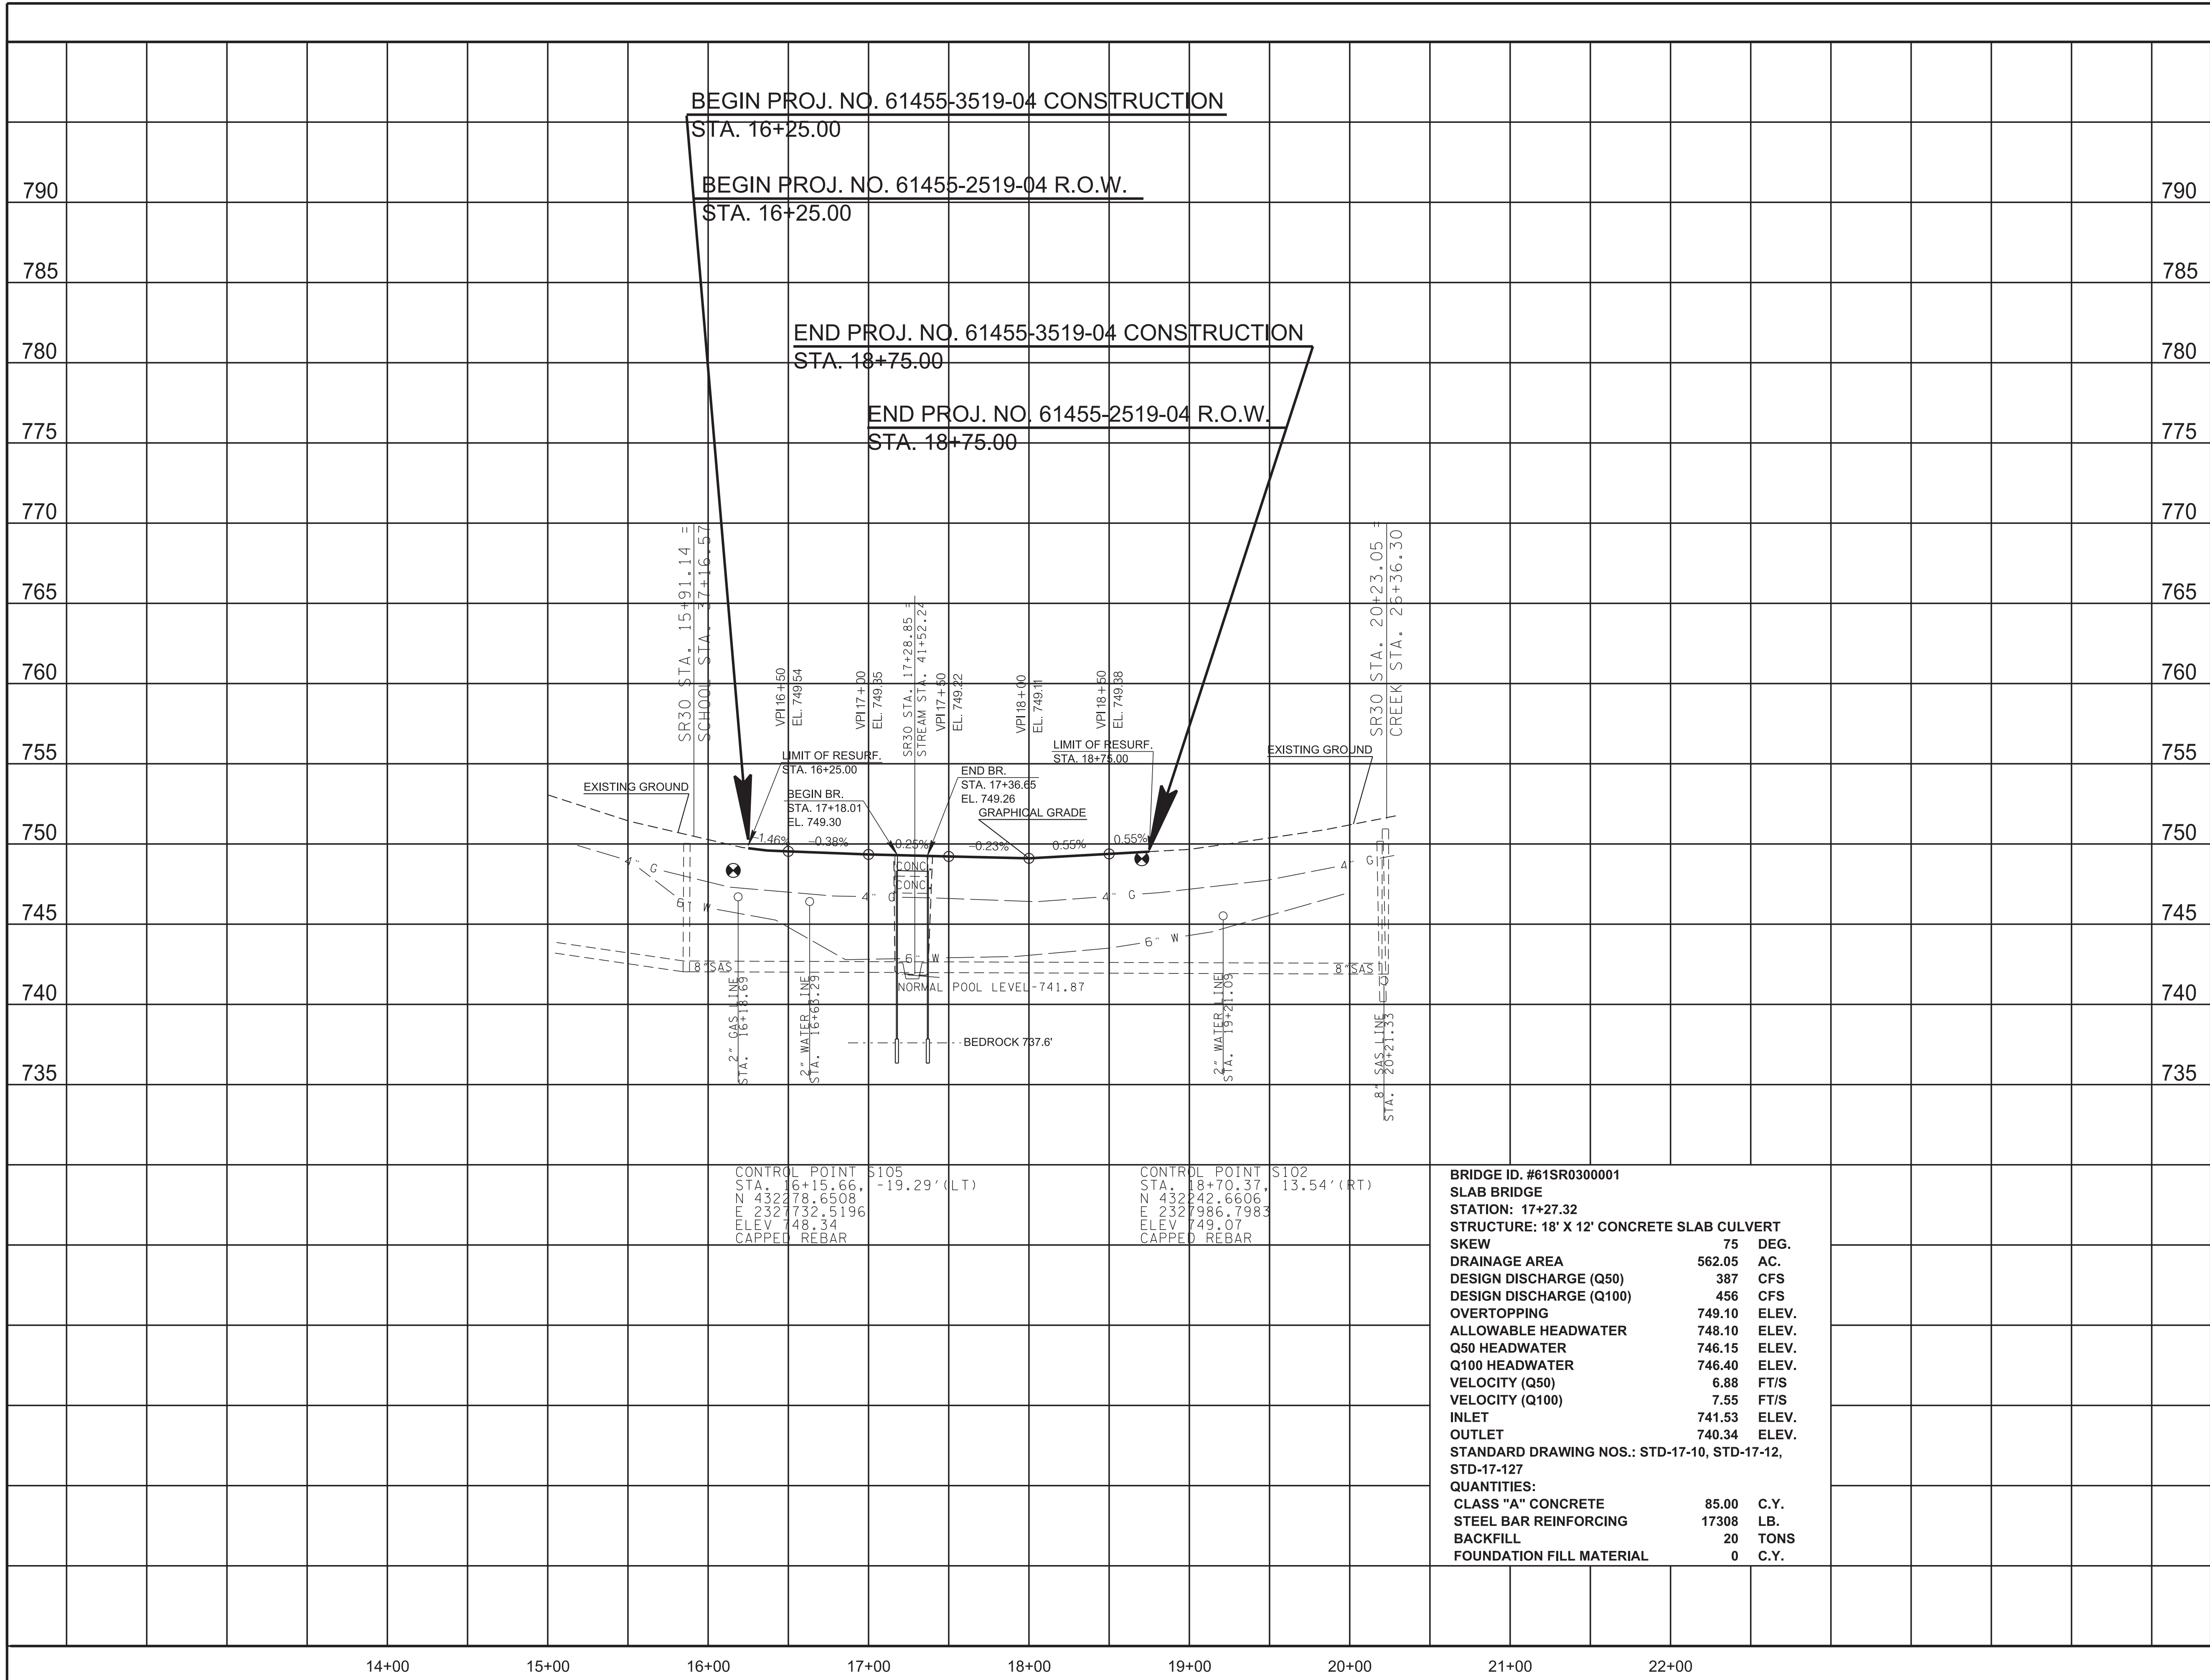 BEGIN PROJ. NO. 61455-3519-04 CONSTRUCTION
STA. 16+25.00
BEGIN PROJ. NO. 61455-2519-04 R.O.W.
STA. 16+25.00
END PROJ. NO. 61455-3519-04 CONSTRUCTION
STA. 18+75.00
END PROJ. NO. 61455-2519-04 R.O.W.
STA. 18+75.00
790 790
785 785
780 780
775 775
770 770
765 765
760 760
755 755
750 750
745 745
740 740
735 735
SR30 STA. 15+91.14 =
SCHOOL STA. 37+16.57
VPI 16+50
EL. 749.54
VPI 17+00
EL. 749.35
SR30 STA. 17+28.85 =
STREAM STA. 41+52.24
VPI 17+50
EL. 749.22
VPI 18+00
EL. 749.11
VPI 18+50
EL. 749.38
SR30 STA. 20+23.05 =
CREEK STA. 26+36.30
EXISTING GROUND
LIMIT OF RESURF.
STA. 16+25.00
BEGIN BR.
STA. 17+18.01
EL. 749.30
END BR.
STA. 17+36.65
EL. 749.26
GRAPHICAL GRADE
LIMIT OF RESURF.
STA. 18+75.00
EXISTING GROUND
-1.46%
-0.38%
-0.25%
-0.23%
0.55%
0.55%
CONC.
CONC.
4" G
4" G
4" G
4" G
6" W
6" W
6" W
8"SAS
8"SAS
NORMAL POOL LEVEL-741.87
BEDROCK 737.6'
2" GAS LINE
STA. 16+18.69
2" WATER LINE
STA. 16+63.29
2" WATER LINE
STA. 19+21.09
8" SAS LINE
STA. 20+21.33
CONTROL POINT S105
STA. 16+15.66, -19.29'(LT)
N 432278.6508
E 2327732.5196
ELEV 748.34
CAPPED REBAR
CONTROL POINT S102
STA. 18+70.37, 13.54'(RT)
N 432242.6606
E 2327986.7983
ELEV 749.07
CAPPED REBAR
BRIDGE ID. #61SR0300001
SLAB BRIDGE
STATION: 17+27.32
STRUCTURE: 18' X 12' CONCRETE SLAB CULVERT
SKEW 75 DEG.
DRAINAGE AREA 562.05 AC.
DESIGN DISCHARGE (Q50) 387 CFS
DESIGN DISCHARGE (Q100) 456 CFS
OVERTOPPING 749.10 ELEV.
ALLOWABLE HEADWATER 748.10 ELEV.
Q50 HEADWATER 746.15 ELEV.
Q100 HEADWATER 746.40 ELEV.
VELOCITY (Q50) 6.88 FT/S
VELOCITY (Q100) 7.55 FT/S
INLET 741.53 ELEV.
OUTLET 740.34 ELEV.
STANDARD DRAWING NOS.: STD-17-10, STD-17-12,
STD-17-127
QUANTITIES:
CLASS "A" CONCRETE 85.00 C.Y.
STEEL BAR REINFORCING 17308 LB.
BACKFILL 20 TONS
FOUNDATION FILL MATERIAL 0 C.Y.
14+00 15+00 16+00 17+00 18+00 19+00 20+00 21+00 22+00